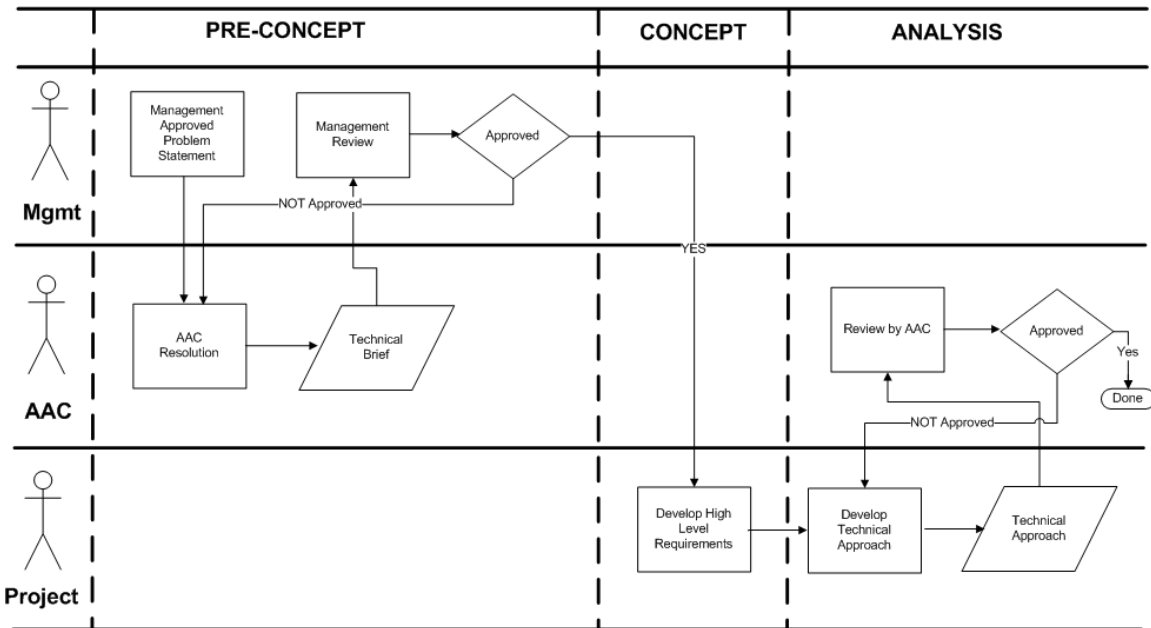 PRE-CONCEPT
CONCEPT
ANALYSIS
Mgmt
Management
Approved
Problem
Statement
Management
Review
Approved
NOT Approved
YES
AAC
AAC
Resolution
Technical
Brief
Review by AAC
Approved
Yes
Done
NOT Approved
Project
Develop High
Level
Requirements
Develop
Technical
Approach
Technical
Approach